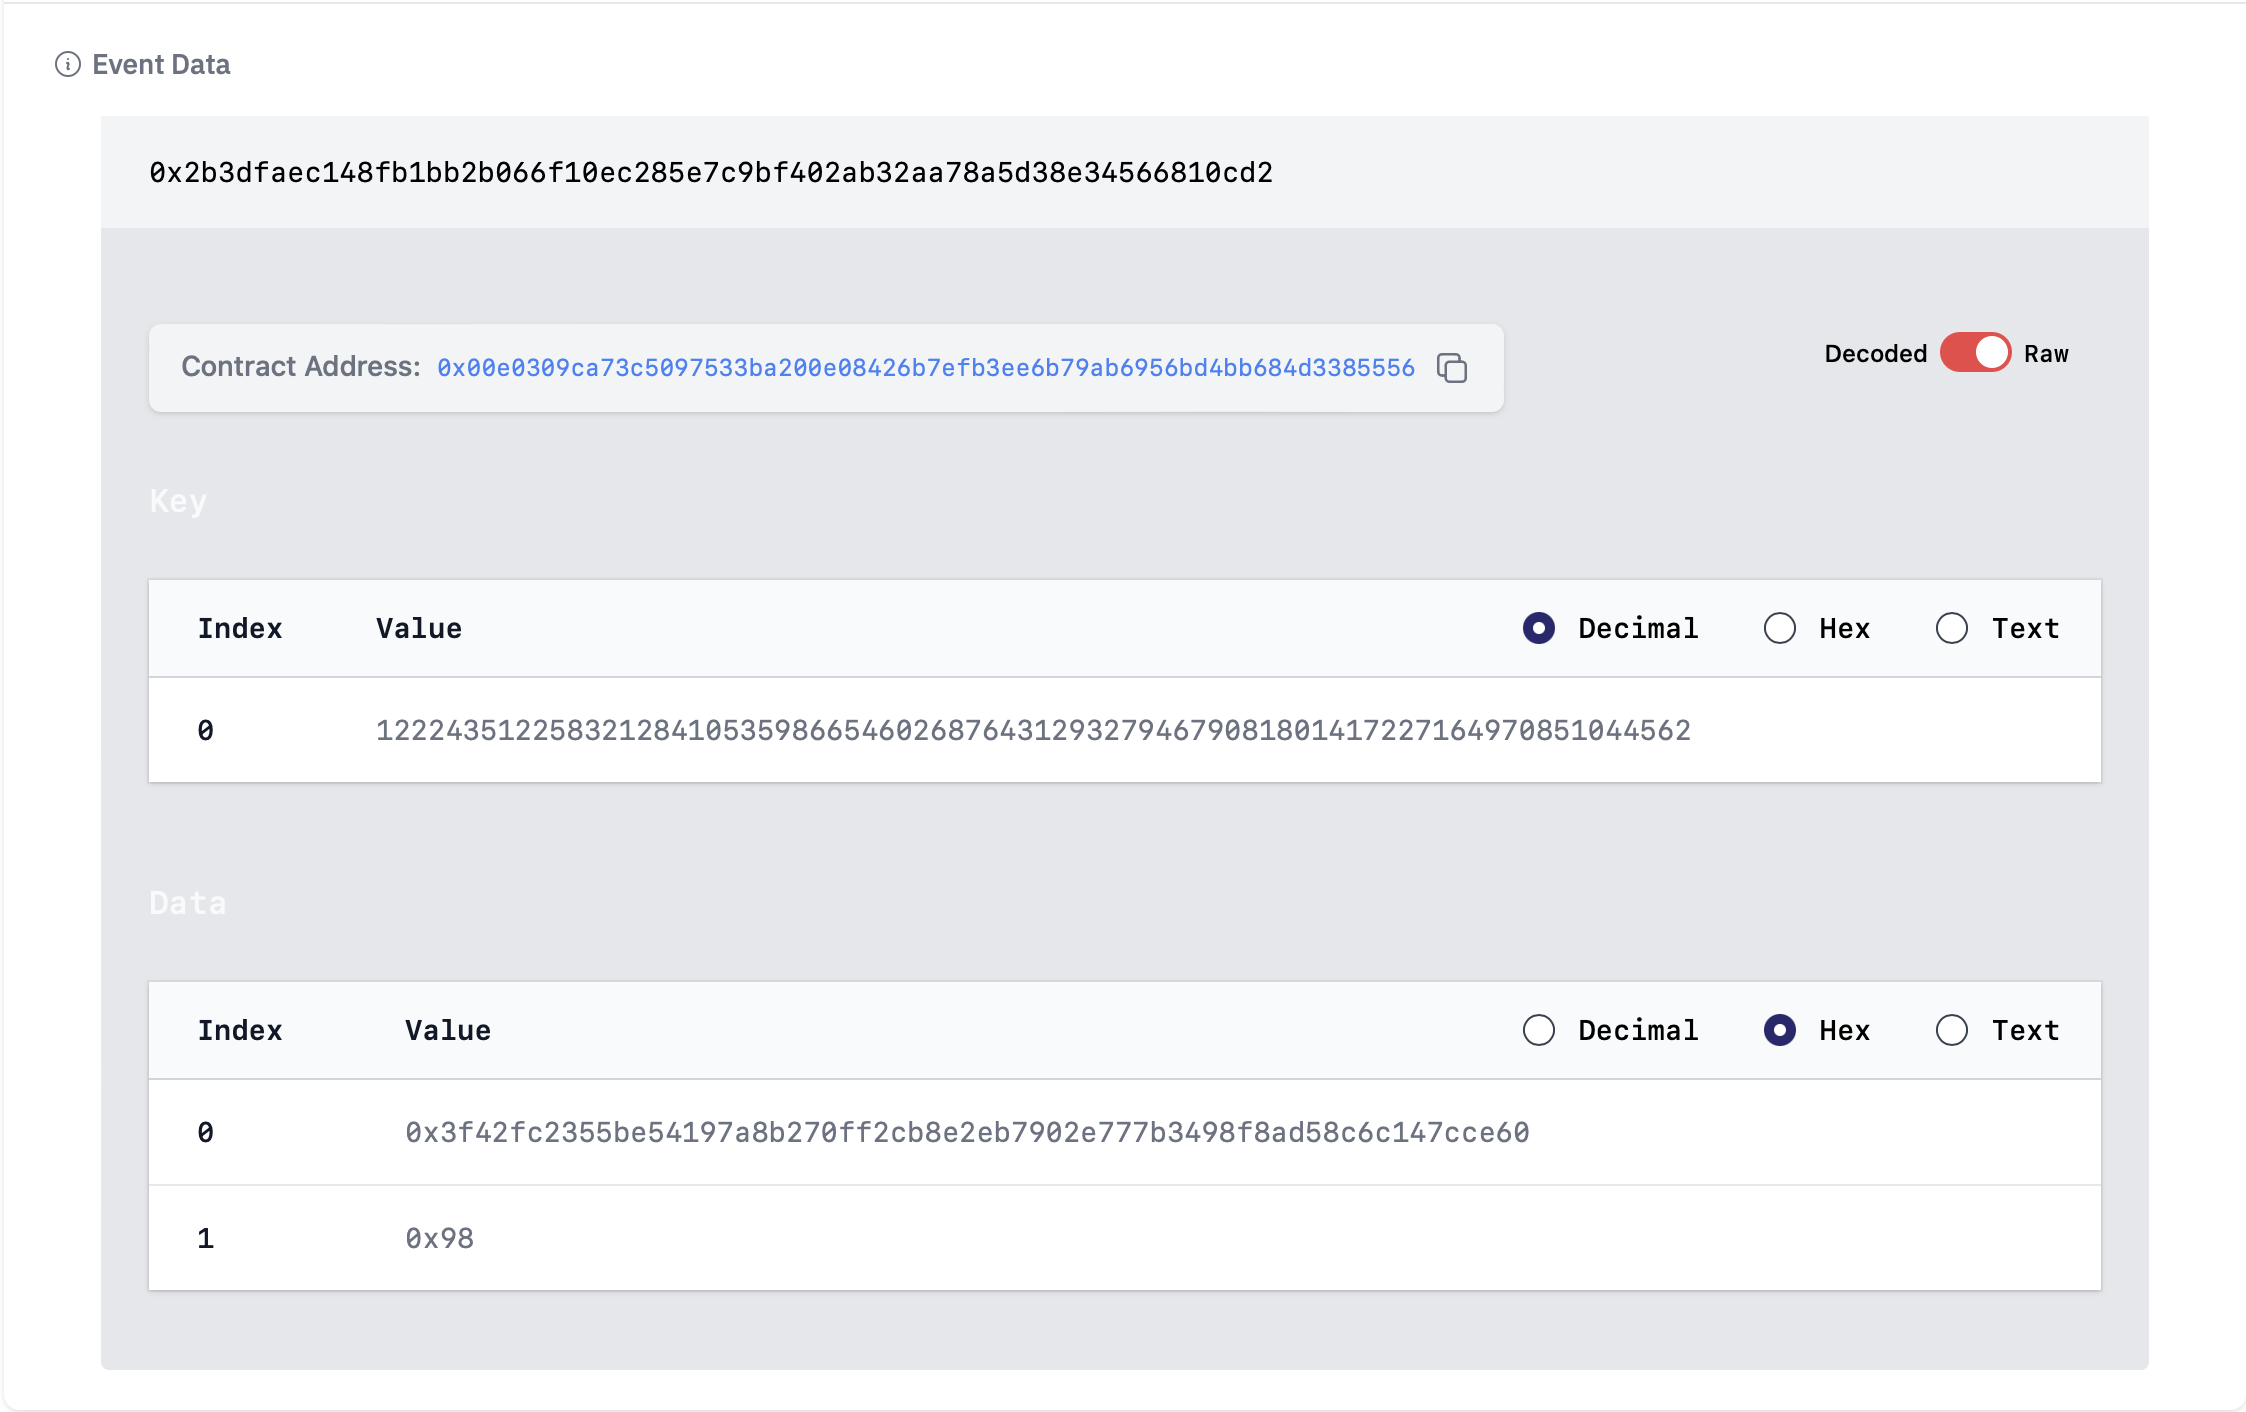 Event Data
0x2b3dfaec148fb1bb2b066f10ec285e7c9bf402ab32aa78a5d38e34566810cd2
Contract Address: 0x00e0309ca73c5097533ba200e08426b7efb3ee6b79ab6956bd4bb684d3385556
Decoded Raw
Key
Index Value Decimal Hex Text
0 1222435122583212841053598665460268764312932794679081801417227164970851044562
Data
Index Value Decimal Hex Text
0 0x3f42fc2355be54197a8b270ff2cb8e2eb7902e777b3498f8ad58c6c147cce60
1 0x98